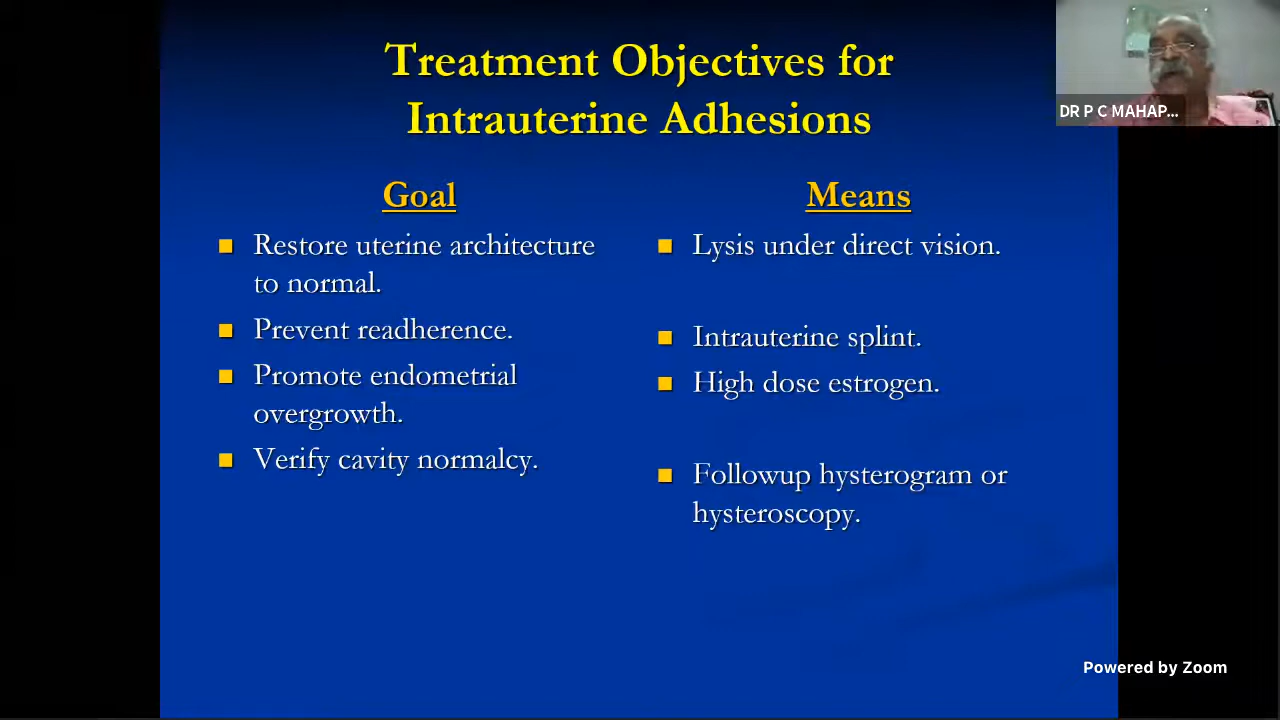 Treatment Objectives for
Intrauterine Adhesions
DR P C MAHAP...
Goal
Restore uterine architecture
to normal.
Prevent readherence.
Promote endometrial
overgrowth.
Verify cavity normalcy.
Means
Lysis under direct vision.
Intrauterine splint.
High dose estrogen.
Followup hysterogram or
hysteroscopy.
Powered by Zoom